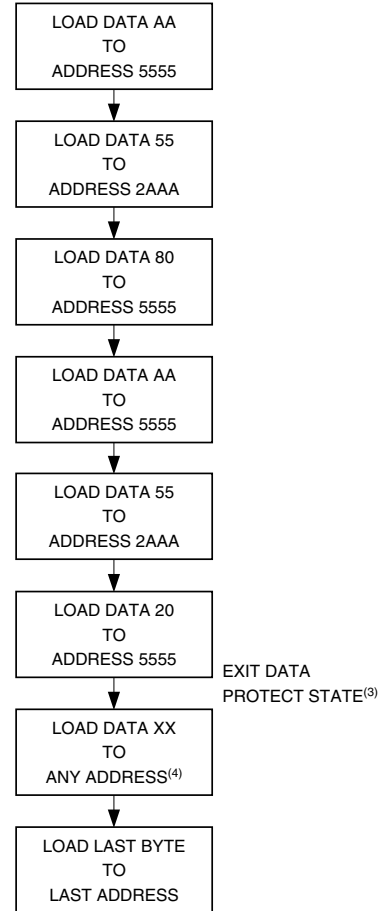 LOAD DATA AA
TO
ADDRESS 5555
LOAD DATA 55
TO
ADDRESS 2AAA
LOAD DATA 80
TO
ADDRESS 5555
LOAD DATA AA
TO
ADDRESS 5555
LOAD DATA 55
TO
ADDRESS 2AAA
LOAD DATA 20
TO
ADDRESS 5555
EXIT DATA
PROTECT STATE(3)
LOAD DATA XX
TO
ANY ADDRESS(4)
LOAD LAST BYTE
TO
LAST ADDRESS